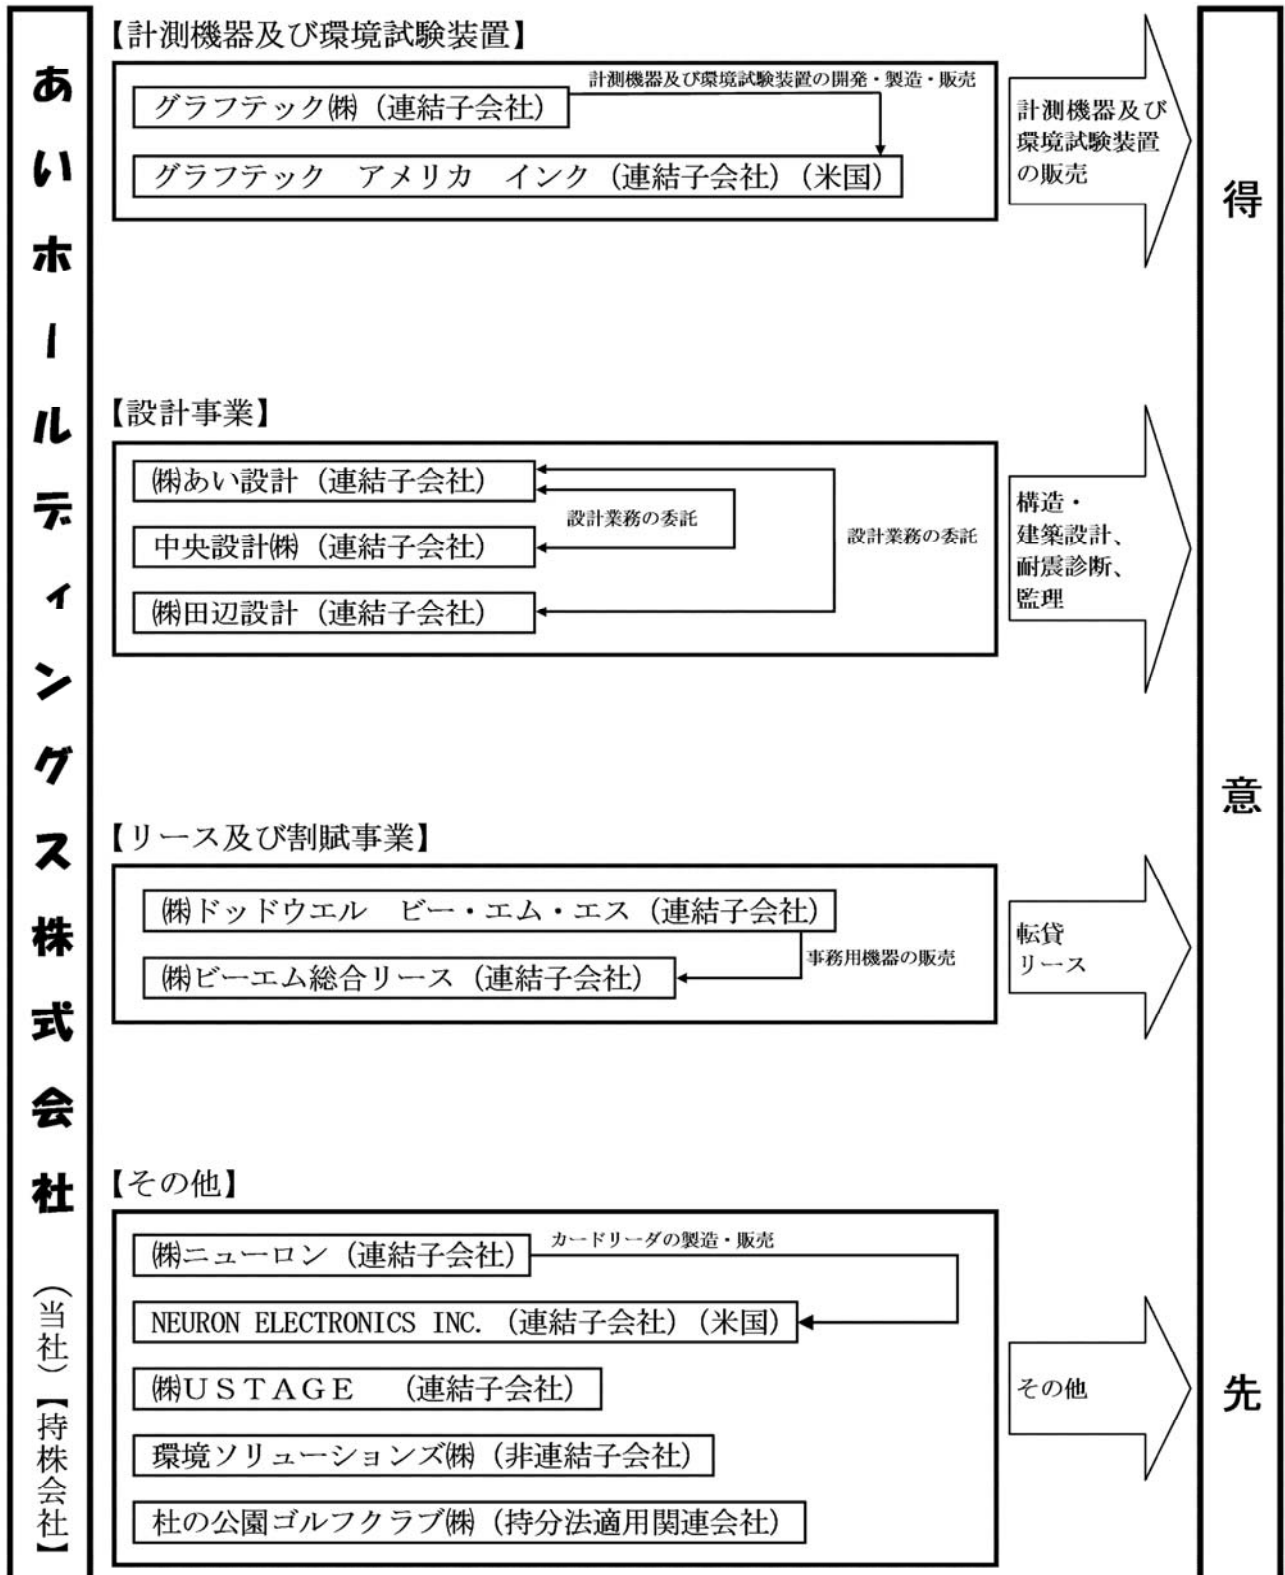 あいホールディングス株式会社
（当社）【持株会社】
【計測機器及び環境試験装置】
グラフテック㈱（連結子会社）
計測機器及び環境試験装置の開発・製造・販売
グラフテック　アメリカ　インク（連結子会社）（米国）
計測機器及び
環境試験装置
の販売
【設計事業】
㈱あい設計（連結子会社）
設計業務の委託
中央設計㈱（連結子会社）
設計業務の委託
㈱田辺設計（連結子会社）
構造・
建築設計、
耐震診断、
監理
【リース及び割賦事業】
㈱ドッドウエル　ビー・エム・エス（連結子会社）
事務用機器の販売
㈱ビーエム総合リース（連結子会社）
転貸
リース
【その他】
㈱ニューロン（連結子会社）
カードリーダの製造・販売
NEURON ELECTRONICS INC.（連結子会社）（米国）
㈱ＵＳＴＡＧＥ　（連結子会社）
環境ソリューションズ㈱（非連結子会社）
杜の公園ゴルフクラブ㈱（持分法適用関連会社）
その他
得意先